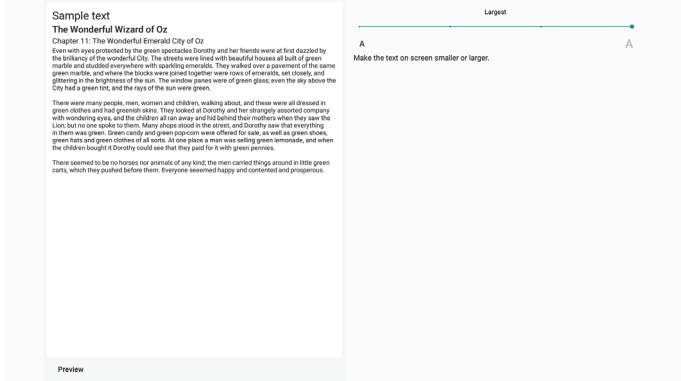 Sample text
The Wonderful Wizard of Oz
Chapter 11: The Wonderful Emerald City of Oz
Even with eyes protected by the green spectacles Dorothy and her friends were at first dazzled by
the brilliancy of the wonderful City. The streets were lined with beautiful houses all built of green
marble and studded everywhere with sparkling emeralds. They walked over a pavement of the same
green marble, and where the blocks were joined together were rows of emeralds, set closely, and
glittering in the brightness of the sun. The window panes were of green glass; even the sky above the
City had a green tint, and the rays of the sun were green.
There were many people, men, women and children, walking about, and these were all dressed in
green clothes and had greenish skins. They looked at Dorothy and her strangely assorted company
with wondering eyes, and the children all ran away and hid behind their mothers when they saw the
Lion; but no one spoke to them. Many shops stood in the street, and Dorothy saw that everything
in them was green. Green candy and green pop-corn were offered for sale, as well as green shoes,
green hats and green clothes of all sorts. At one place a man was selling green lemonade, and when
the children bought it Dorothy could see that they paid for it with green pennies.
There seemed to be no horses nor animals of any kind; the men carried things around in little green
carts, which they pushed before them. Everyone seeemed happy and contented and prosperous.
Preview
Largest
A A
Make the text on screen smaller or larger.